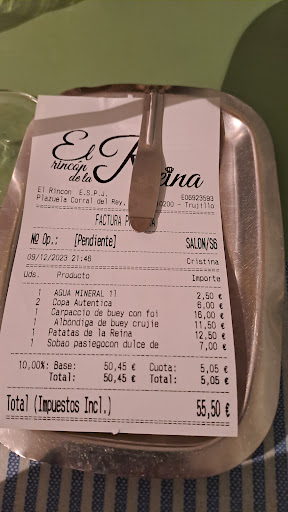 El
rincón
de la
Reina
El Rincon E.S.P.J. E06923593
Plazuela Corral del Rey, 10200 - Trujillo
FACTURA
Nº Op.: [Pendiente] SALON/S6
09/12/2023 21:46 Cristina
Uds. Producto Importe
1 AGUA MINERAL 1l 2,50 €
2 Copa Autentica 6,00 €
1 Carpaccio de buey con foi 16,00 €
1 Albondiga de buey crujie 11,50 €
1 Patatas de la Reina 12,50 €
1 Sobao pasiegocon dulce de 7,00 €
10,00%: Base: 50,45 € Cuota: 5,05 €
Total: 50,45 € Total: 5,05 €
Total (Impuestos Incl.) 55,50 €